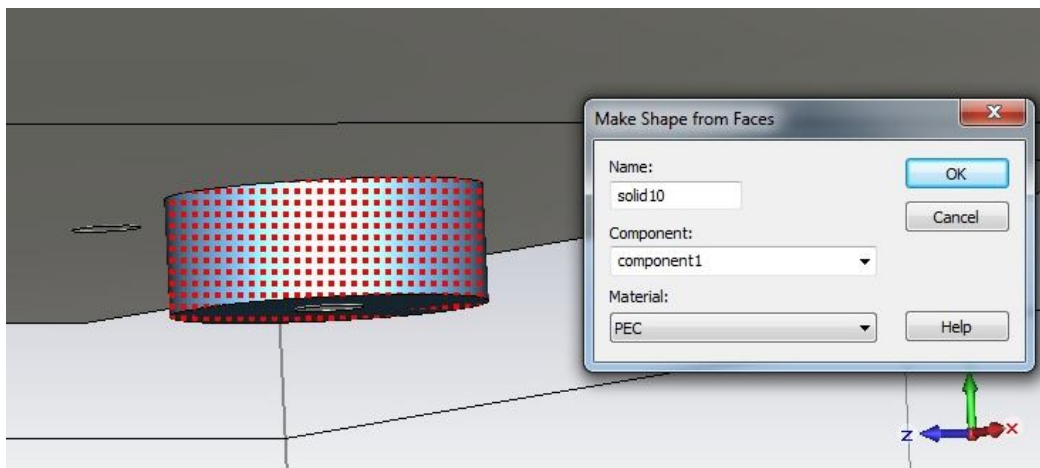 Make Shape from Faces
X
Name:
OK
solid10
Cancel
Component:
component1
Material:
PEC
Help
z
x